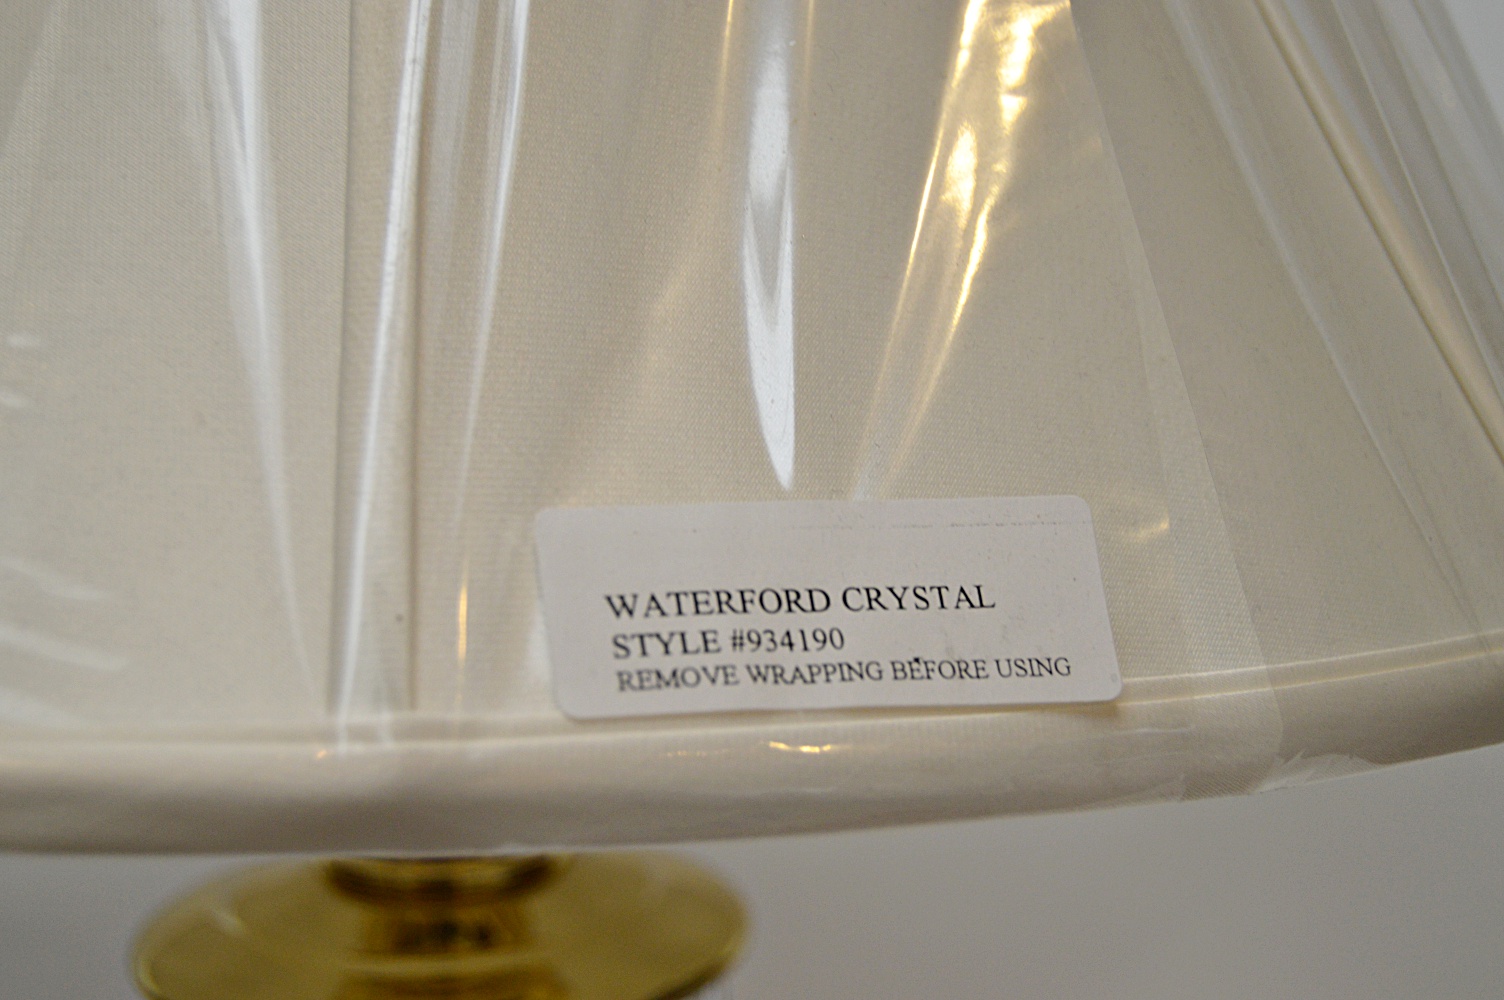 WATERFORD CRYSTAL
STYLE #934190
REMOVE WRAPPING BEFORE USING